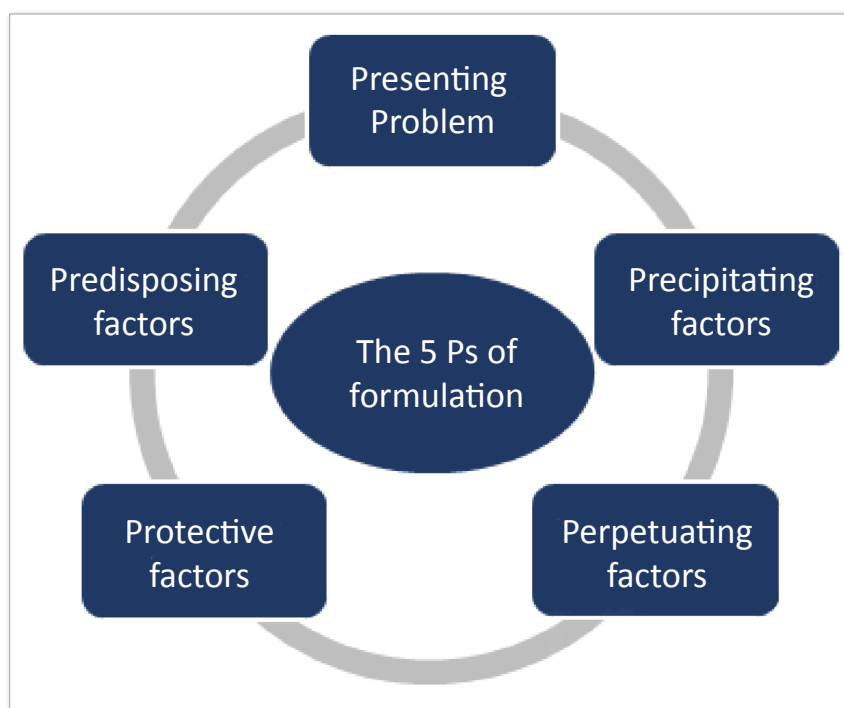 Presenting
Problem
Predisposing
factors
Precipitating
factors
The 5 Ps of
formulation
Protective
factors
Perpetuating
factors